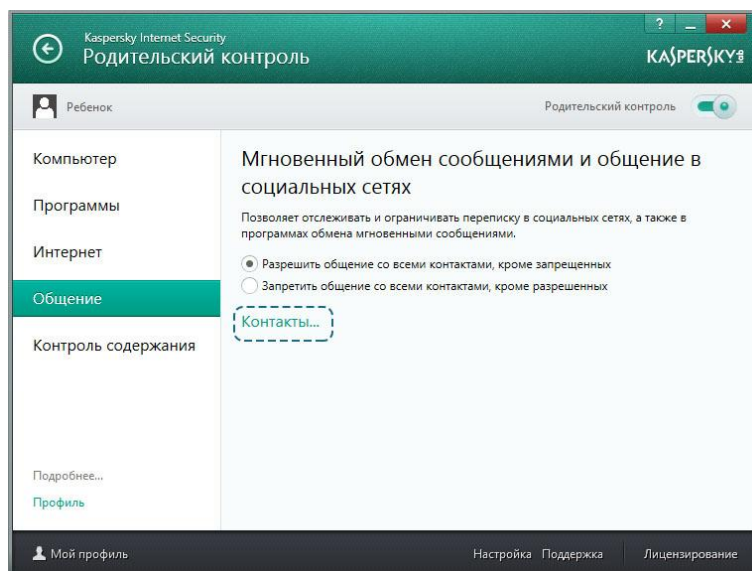 Kaspersky Internet Security
Родительский контроль
? _ X
KASPERSKY lab
Ребенок
Родительский контроль
Компьютер
Программы
Интернет
Общение
Контроль содержания
Подробнее...
Профиль
Мгновенный обмен сообщениями и общение в
социальных сетях
Позволяет отслеживать и ограничивать переписку в социальных сетях, а также в
программах обмена мгновенными сообщениями.
Разрешить общение со всеми контактами, кроме запрещенных
Запретить общение со всеми контактами, кроме разрешенных
Контакты...
Мой профиль
Настройка Поддержка Лицензирование